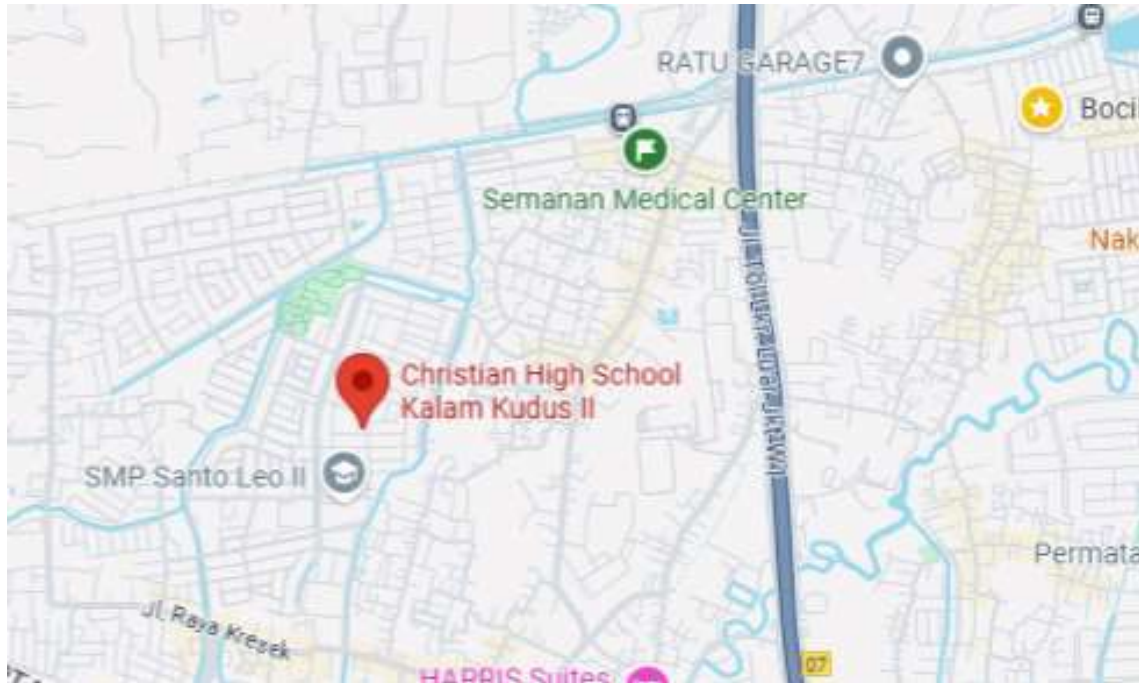 RATU GARAGE7
Boci
Semanan Medical Center
Nak
Christian High School
Kalam Kudus II
SMP Santo Leo II
Permata
Jl. Raya Kresek
07
HARRIS Suites